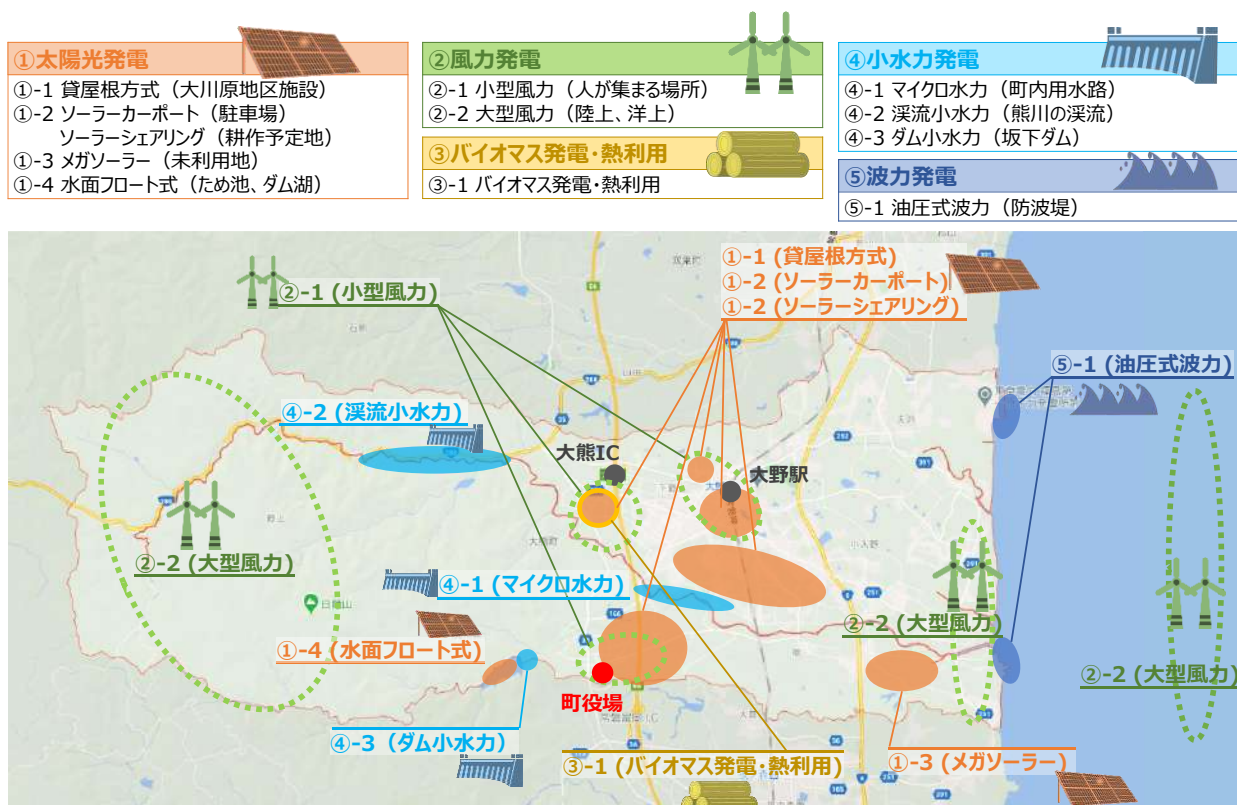 ①太陽光発電
①-1 貸屋根方式（大川原地区施設）
①-2 ソーラーカーポート（駐車場）
ソーラーシェアリング（耕作予定地）
①-3 メガソーラー（未利用地）
①-4 水面フロート式（ため池、ダム湖）
②風力発電
②-1 小型風力（人が集まる場所）
②-2 大型風力（陸上、洋上）
③バイオマス発電・熱利用
③-1 バイオマス発電・熱利用
④小水力発電
④-1 マイクロ水力（町内用水路）
④-2 渓流小水力（熊川の渓流）
④-3 ダム小水力（坂下ダム）
⑤波力発電
⑤-1 油圧式波力（防波堤）
①-1 (貸屋根方式)
①-2 (ソーラーカーポート)
①-2 (ソーラーシェアリング)
②-1 (小型風力)
⑤-1 (油圧式波力)
④-2 (渓流小水力)
大熊IC
大野駅
②-2 (大型風力)
④-1 (マイクロ水力)
②-2 (大型風力)
①-4 (水面フロート式)
②-2 (大型風力)
町役場
④-3（ダム小水力）
③-1 (バイオマス発電・熱利用)
①-3 (メガソーラー)
日隠山
野上
大熊町
小入野
252
251
166
35